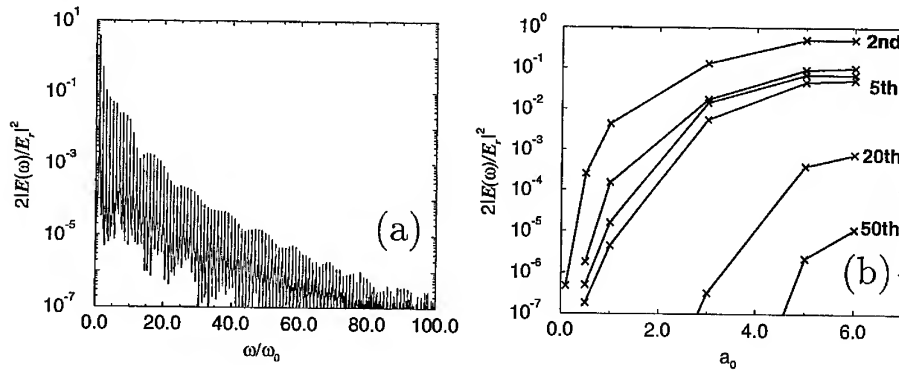 10^1
10^-1
10^-3
10^-5
10^-7
2|E(ω)/E_r|^2
0.0 20.0 40.0 60.0 80.0 100.0
ω/ω_0
(a)
10^0
10^-1
10^-2
10^-3
10^-4
10^-5
10^-6
10^-7
2|E(ω)/E_r|^2
2nd
5th
20th
50th
(b)
0.0 2.0 4.0 6.0
a_0